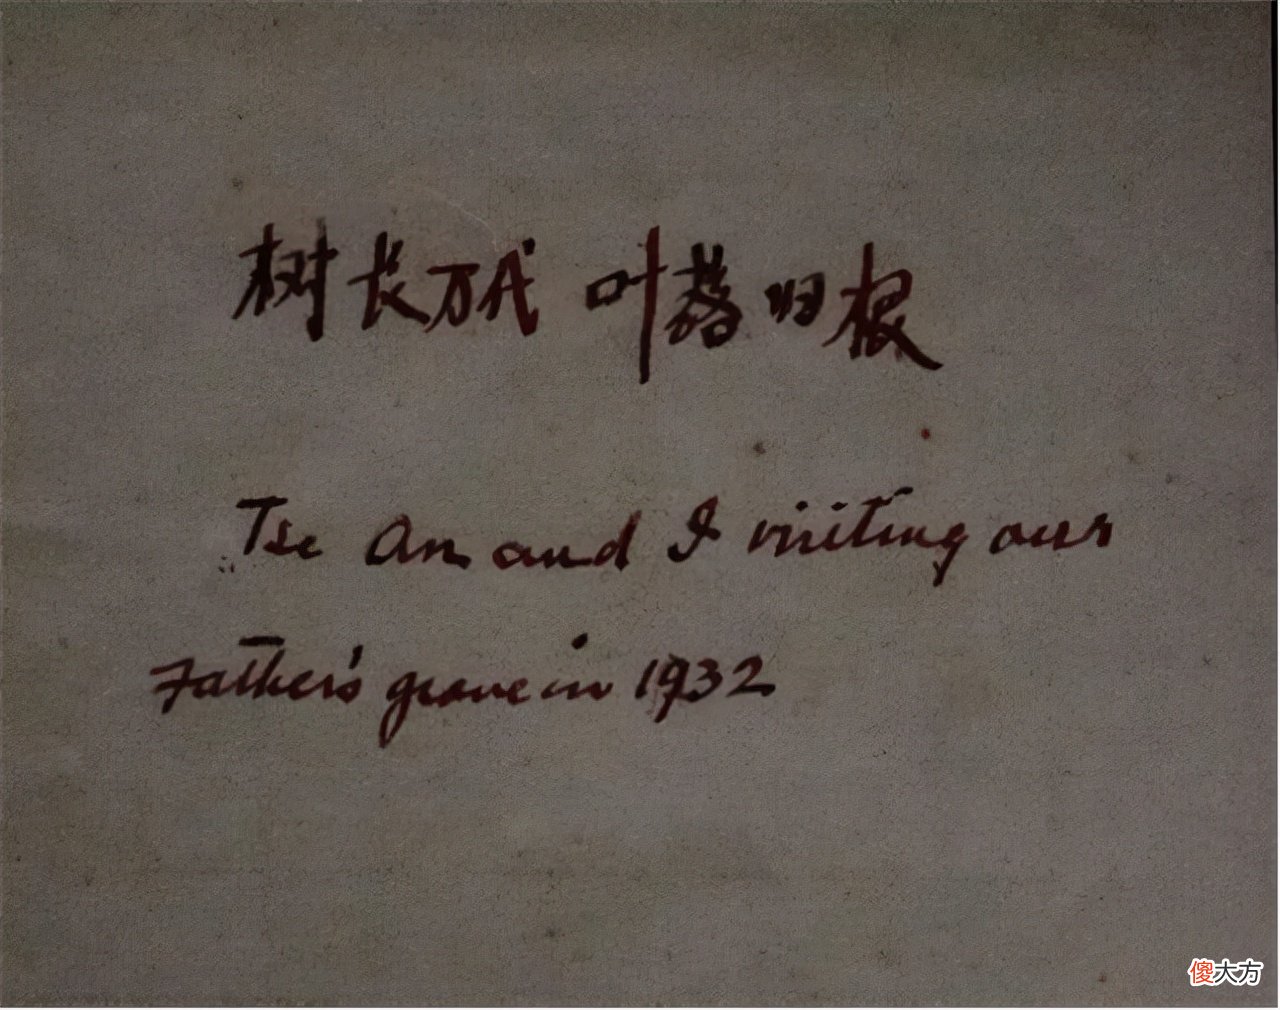 树长万代 叶落归根
Tse An and I visiting our
Father's grave in 1932
傻大方